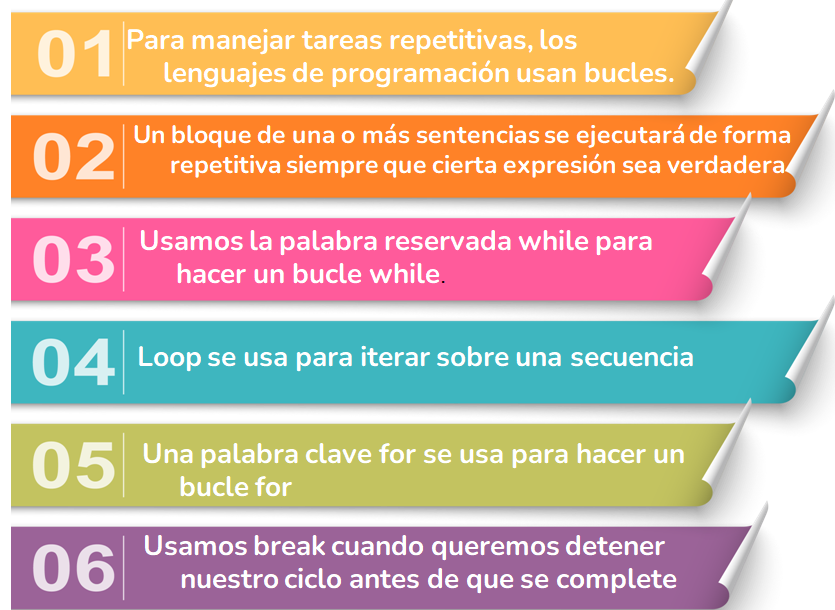 01
Para manejar tareas repetitivas, los
lenguajes de programación usan bucles.
02
Un bloque de una o más sentencias se ejecutará de forma
repetitiva siempre que cierta expresión sea verdadera
03
Usamos la palabra reservada while para
hacer un bucle while.
04
Loop se usa para iterar sobre una secuencia
05
Una palabra clave for se usa para hacer un
bucle for
06
Usamos break cuando queremos detener
nuestro ciclo antes de que se complete